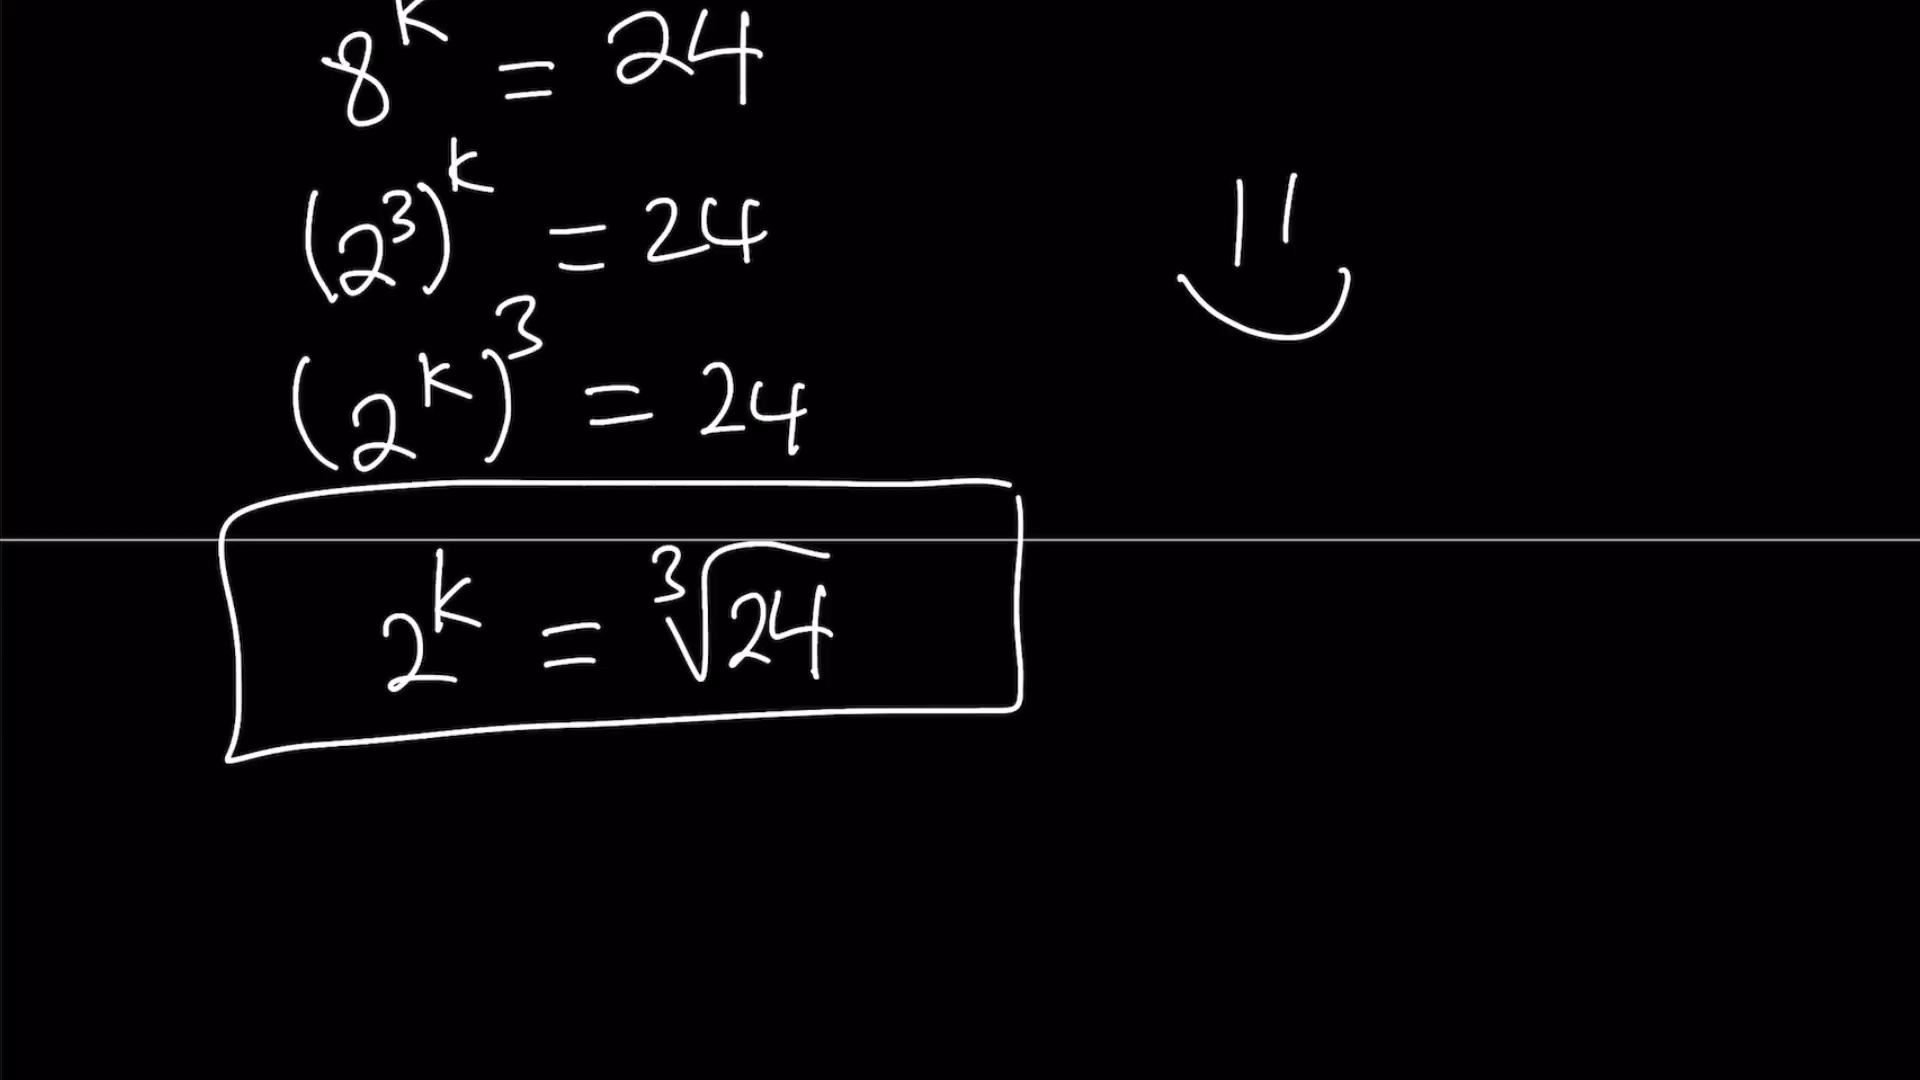 8^k = 24
(2^3)^k = 24
(2^k)^3 = 24
2^k = ∛24